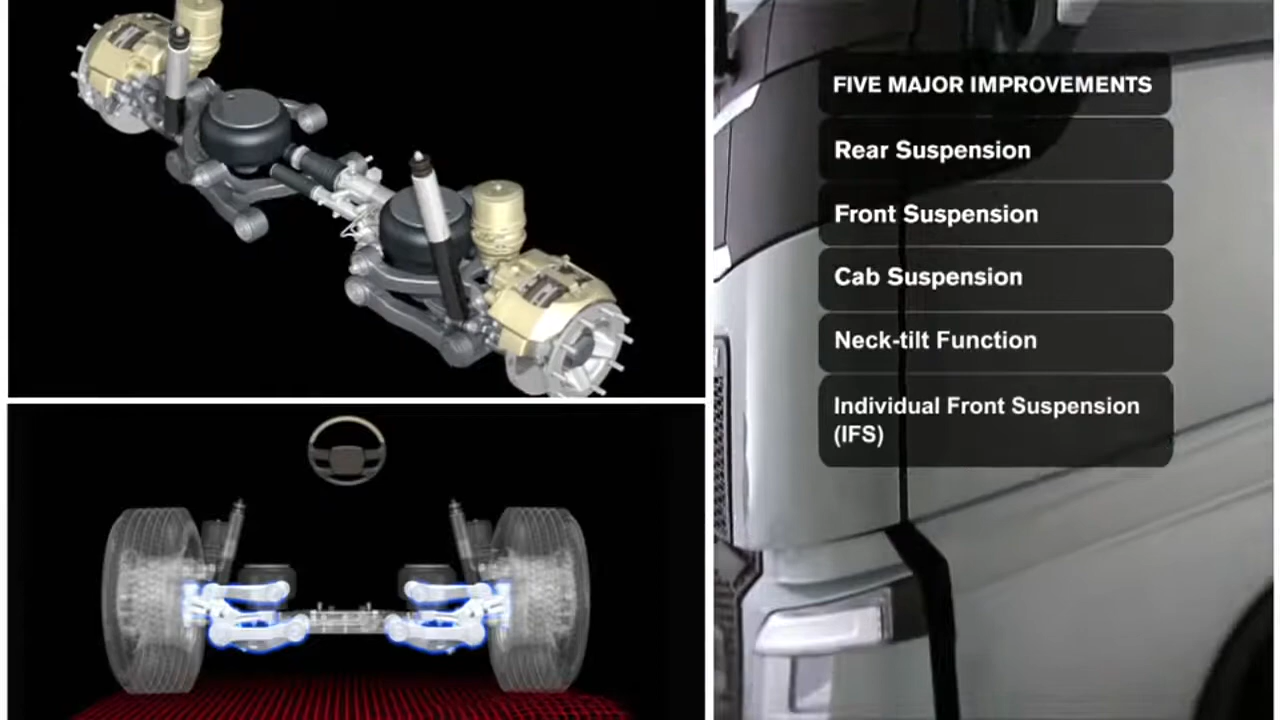 FIVE MAJOR IMPROVEMENTS
Rear Suspension
Front Suspension
Cab Suspension
Neck-tilt Function
Individual Front Suspension
(IFS)